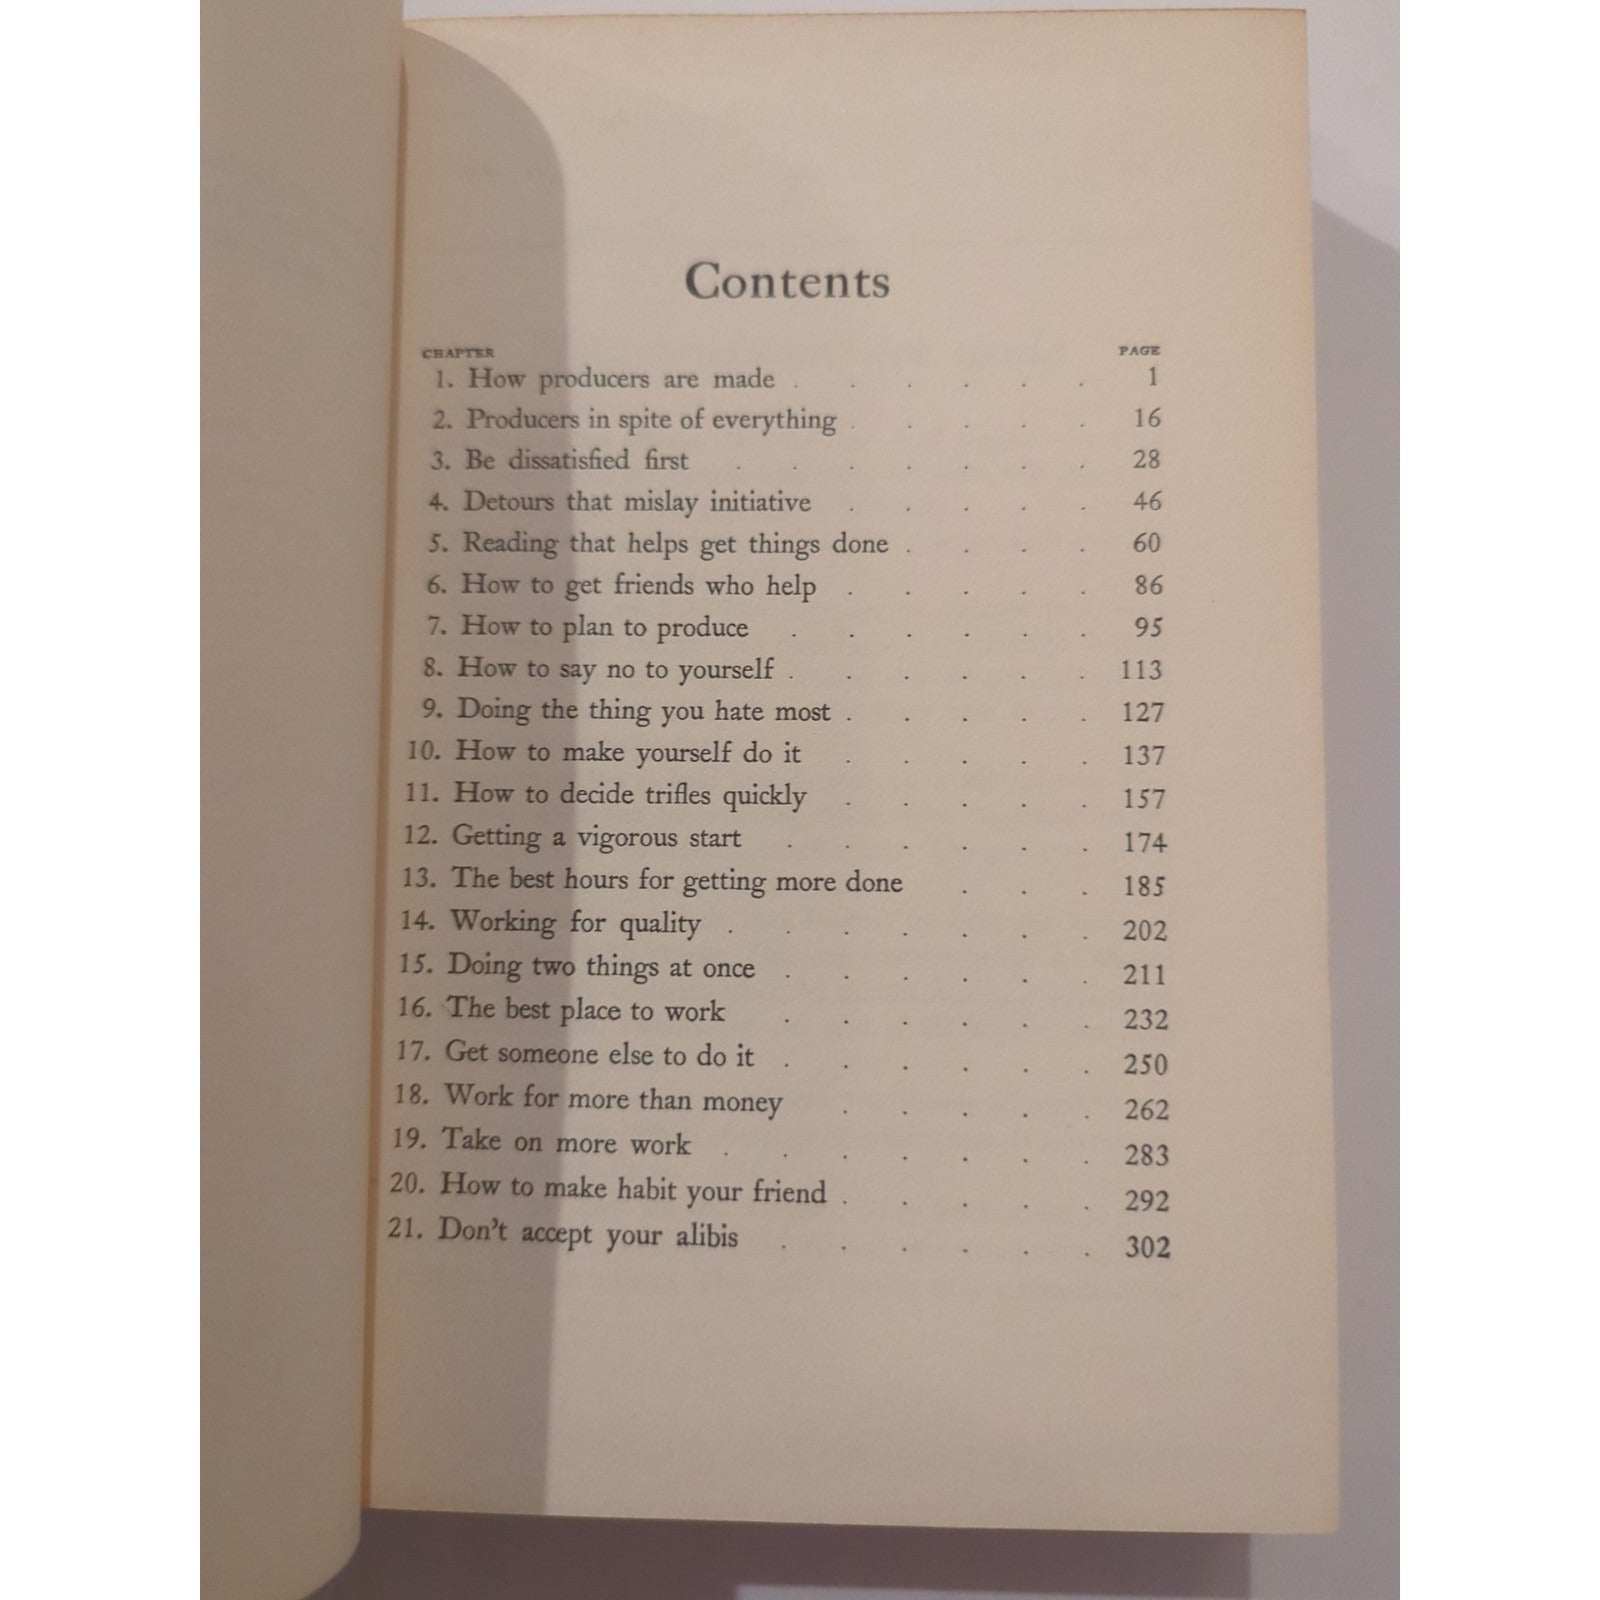 Contents
CHAPTER PAGE
1. How producers are made . . . . . . 1
2. Producers in spite of everything . . . . . 16
3. Be dissatisfied first . . . . . . . 28
4. Detours that mislay initiative . . . . . 46
5. Reading that helps get things done . . . . 60
6. How to get friends who help . . . . . 86
7. How to plan to produce . . . . . . 95
8. How to say no to yourself . . . . . . 113
9. Doing the thing you hate most . . . . . 127
10. How to make yourself do it . . . . . 137
11. How to decide trifles quickly . . . . . 157
12. Getting a vigorous start . . . . . . 174
13. The best hours for getting more done . . . 185
14. Working for quality . . . . . . . 202
15. Doing two things at once . . . . . . 211
16. The best place to work . . . . . . 232
17. Get someone else to do it . . . . . . 250
18. Work for more than money . . . . . 262
19. Take on more work . . . . . . . 283
20. How to make habit your friend . . . . . 292
21. Don't accept your alibis . . . . . . 302